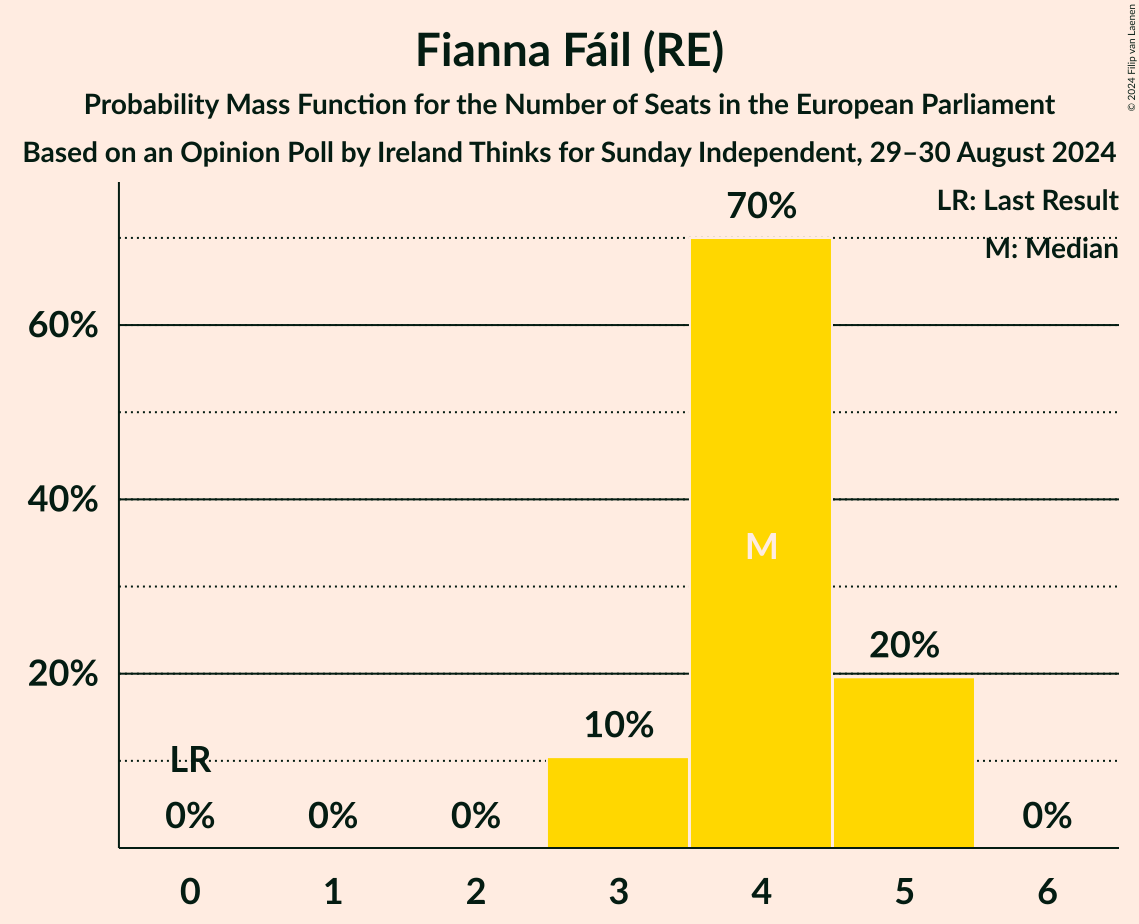 Fianna Fáil (RE)
Probability Mass Function for the Number of Seats in the European Parliament
Based on an Opinion Poll by Ireland Thinks for Sunday Independent, 29–30 August 2024
© 2024 Filip van Laenen
LR: Last Result
M: Median
70%
60%
40%
M
20%
20%
10%
LR
0%
0%
0%
0%
0
1
2
3
4
5
6